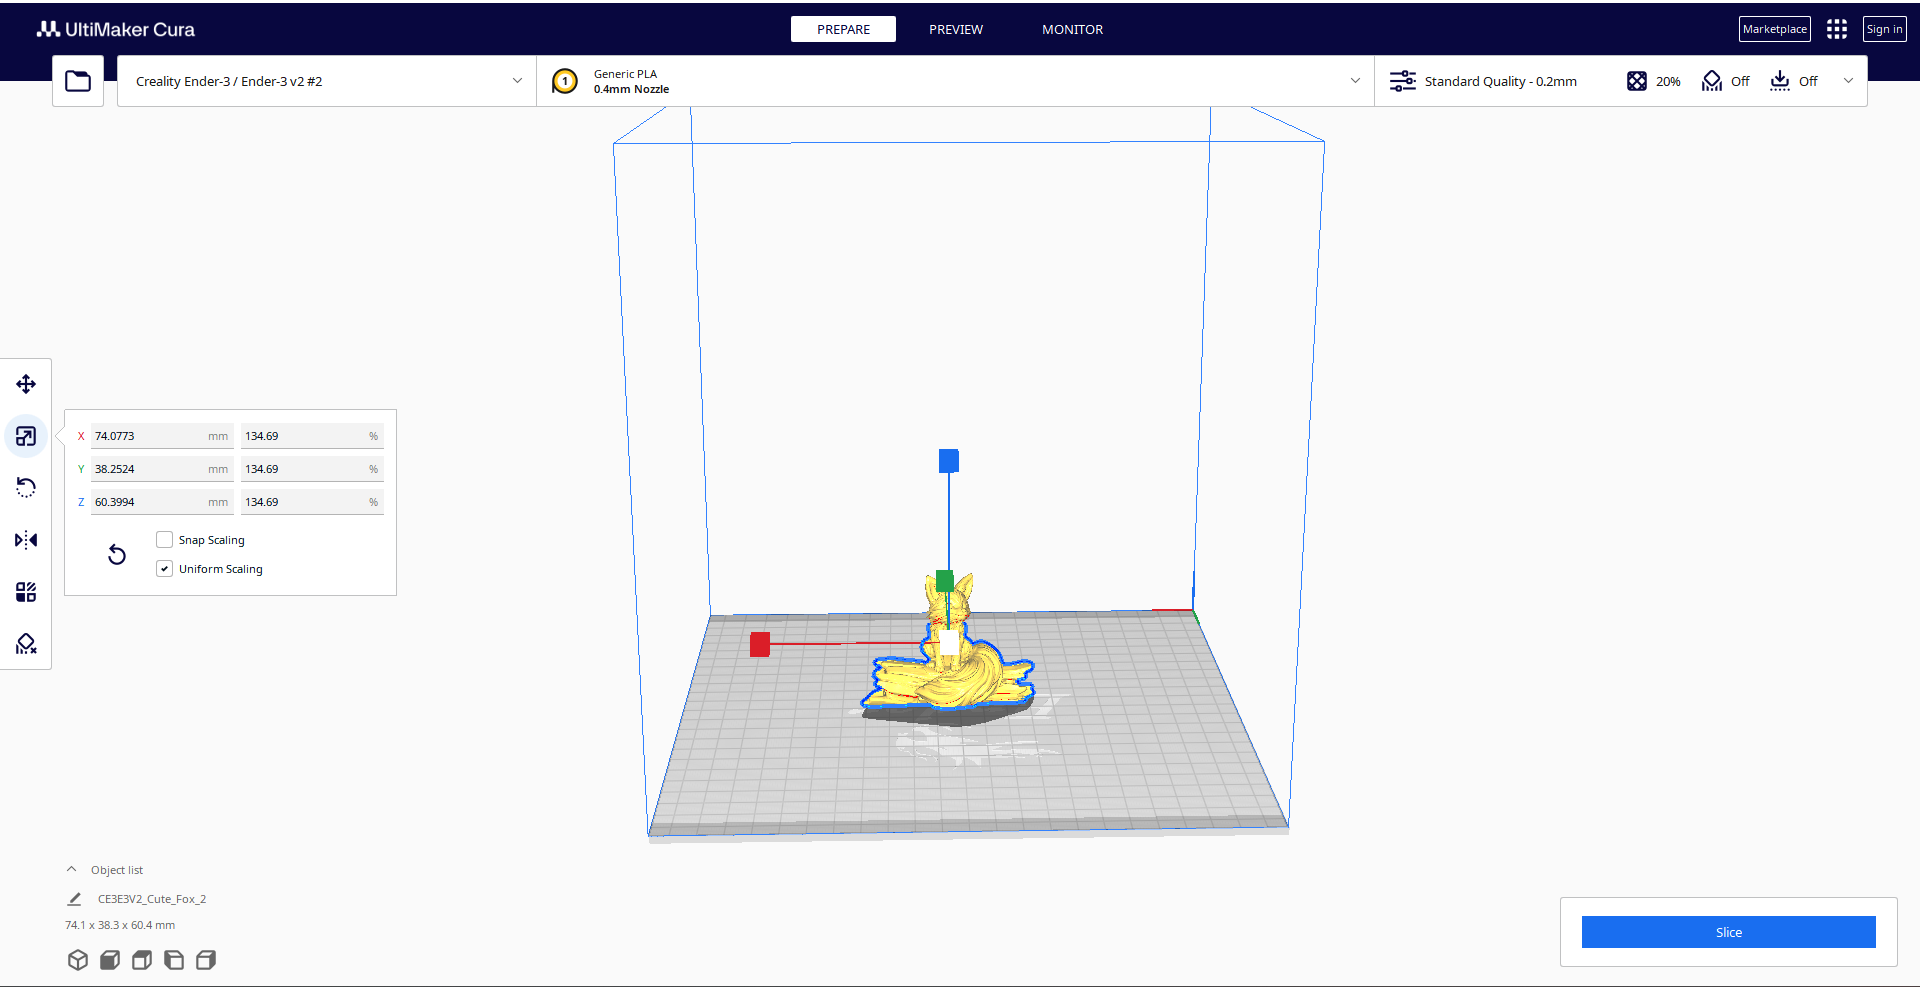 UltiMaker Cura
PREPARE
PREVIEW
MONITOR
Marketplace
Sign in
Creality Ender-3 / Ender-3 v2 #2
1
Generic PLA
0.4mm Nozzle
Standard Quality - 0.2mm
20%
Off
Off
X 74.0773 mm 134.69 %
Y 38.2524 mm 134.69 %
Z 60.3994 mm 134.69 %
Snap Scaling
Uniform Scaling
Object list
CE3E3V2_Cute_Fox_2
74.1 x 38.3 x 60.4 mm
Slice